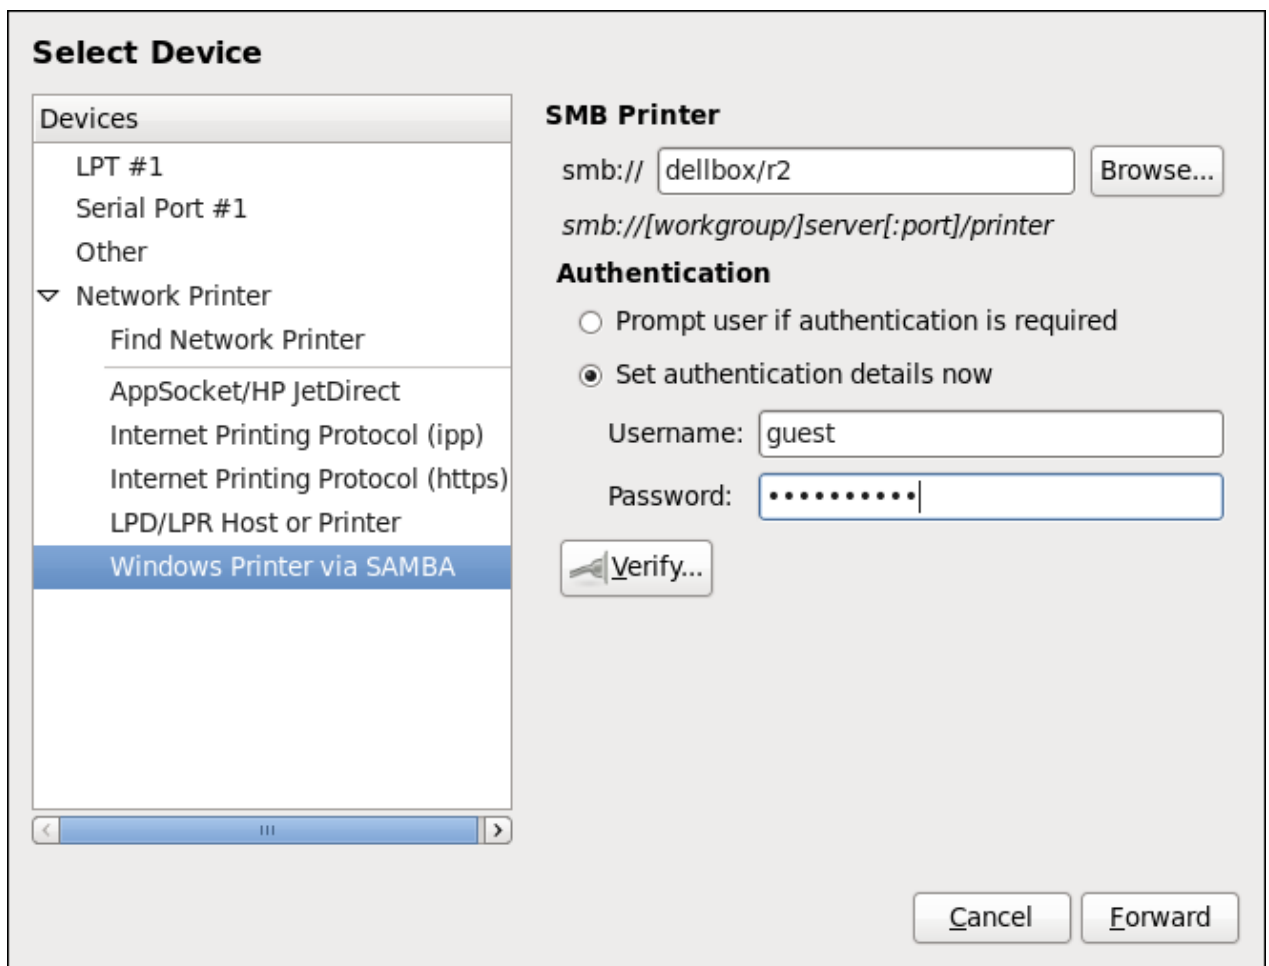 Select Device
Devices
LPT #1
Serial Port #1
Other
Network Printer
Find Network Printer
AppSocket/HP JetDirect
Internet Printing Protocol (ipp)
Internet Printing Protocol (https)
LPD/LPR Host or Printer
Windows Printer via SAMBA
SMB Printer
smb:// dellbox/r2 Browse...
smb://[workgroup/]server[:port]/printer
Authentication
Prompt user if authentication is required
Set authentication details now
Username: guest
Password: ••••••••••
Verify...
Cancel Forward